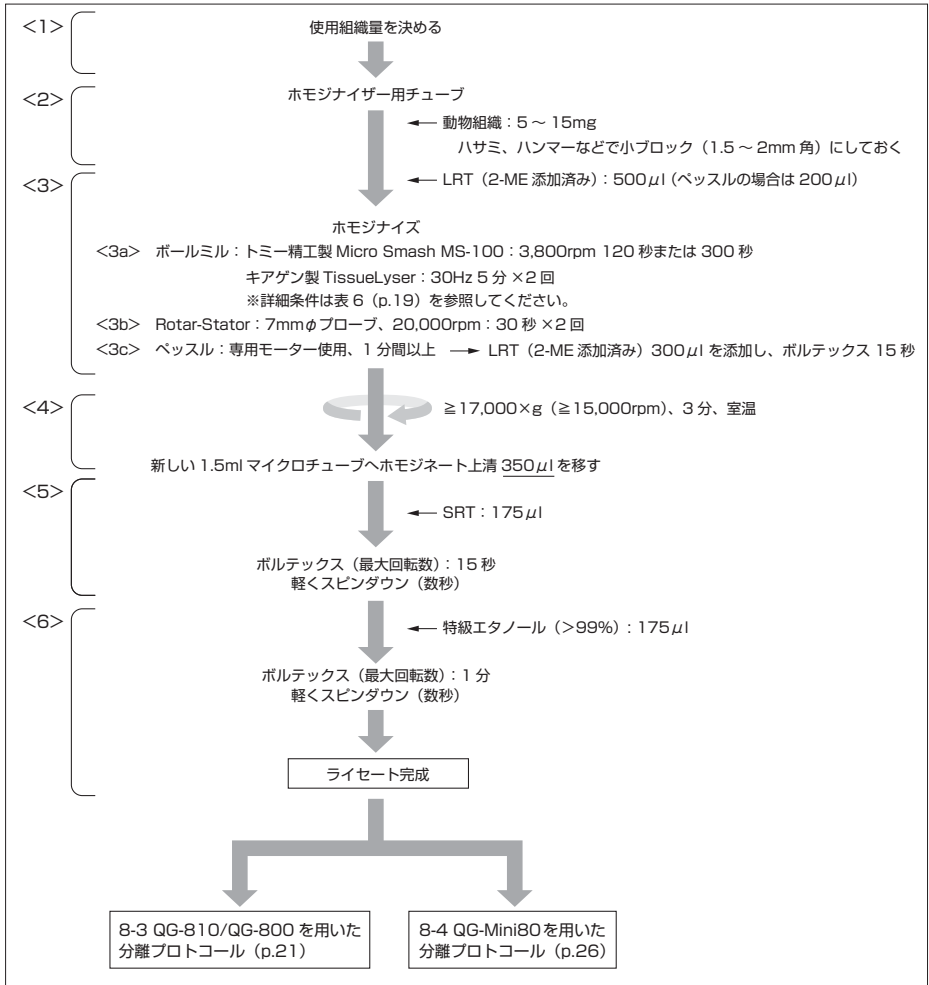 <1>
使用組織量を決める
<2>
ホモジナイザー用チューブ
動物組織：5 ～ 15mg
ハサミ、ハンマーなどで小ブロック（1.5 ～ 2mm 角）にしておく
<3>
LRT（2-ME 添加済み）：500μl（ペッスルの場合は 200μl）
ホモジナイズ
<3a> ボールミル：トミー精工製 Micro Smash MS-100：3,800rpm 120 秒または 300 秒
キアゲン製 TissueLyser：30Hz 5 分 ×2 回
※詳細条件は表 6（p.19）を参照してください。
<3b> Rotar-Stator：7mmφプローブ、20,000rpm：30 秒 ×2 回
<3c> ペッスル：専用モーター使用、1 分間以上 → LRT（2-ME 添加済み）300μl を添加し、ボルテックス 15 秒
<4>
≧17,000×g（≧15,000rpm）、3 分、室温
新しい 1.5ml マイクロチューブへホモジネート上清 350μl を移す
<5>
SRT：175μl
ボルテックス（最大回転数）：15 秒
軽くスピンダウン（数秒）
<6>
特級エタノール（>99%）：175μl
ボルテックス（最大回転数）：1 分
軽くスピンダウン（数秒）
ライセート完成
8-3 QG-810/QG-800 を用いた
分離プロトコール（p.21）
8-4 QG-Mini80 を用いた
分離プロトコール（p.26）